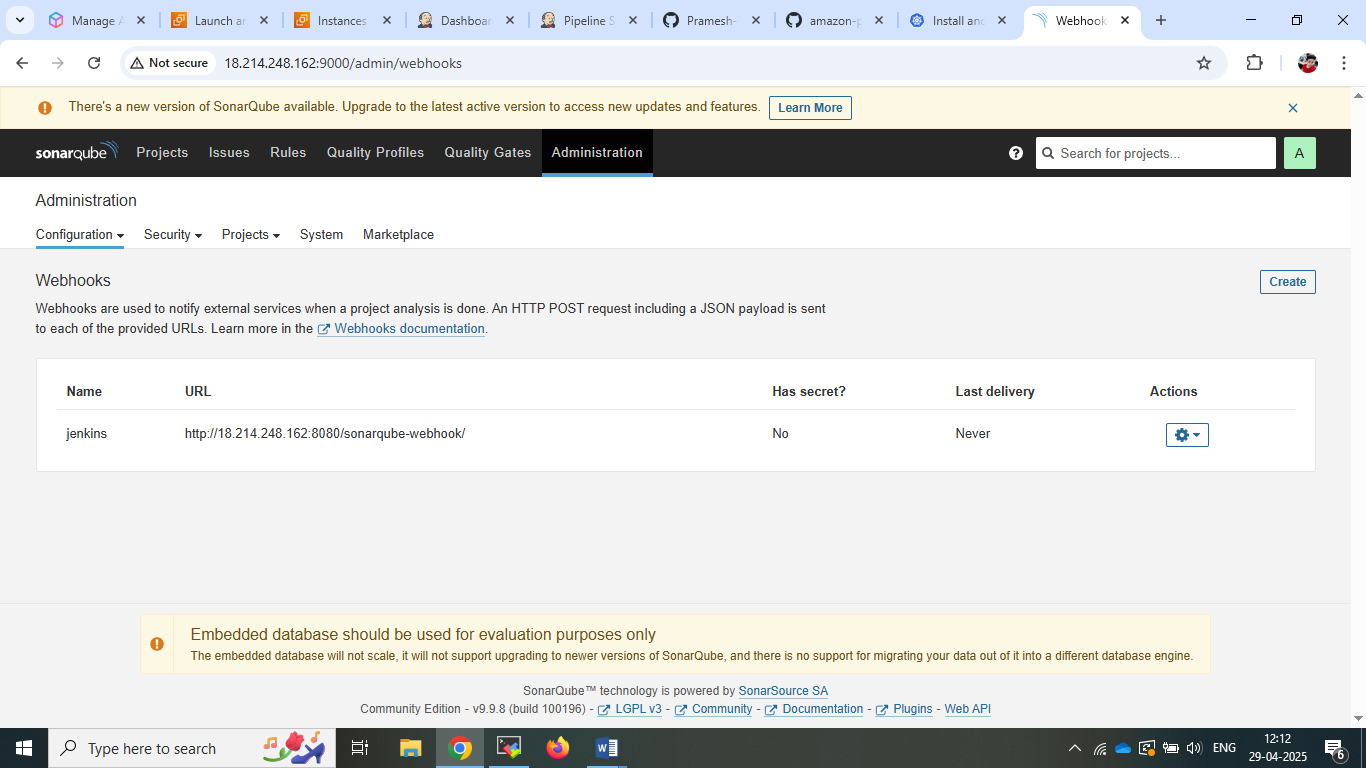 Manage A
Launch an
Instances
Dashboar
Pipeline S
Pramesh-
amazon-p
Install and
Webhook
Not secure
18.214.248.162:9000/admin/webhooks
There's a new version of SonarQube available. Upgrade to the latest active version to access new updates and features.
Learn More
sonarqube
Projects
Issues
Rules
Quality Profiles
Quality Gates
Administration
Search for projects...
A
Administration
Configuration
Security
Projects
System
Marketplace
Webhooks
Create
Webhooks are used to notify external services when a project analysis is done. An HTTP POST request including a JSON payload is sent
to each of the provided URLs. Learn more in the Webhooks documentation.
Name URL Has secret? Last delivery Actions
jenkins http://18.214.248.162:8080/sonarqube-webhook/ No Never
Embedded database should be used for evaluation purposes only
The embedded database will not scale, it will not support upgrading to newer versions of SonarQube, and there is no support for migrating your data out of it into a different database engine.
SonarQube™ technology is powered by SonarSource SA
Community Edition - v9.9.8 (build 100196) - LGPL v3 - Community - Documentation - Plugins - Web API
Type here to search
ENG
12:12
29-04-2025
6